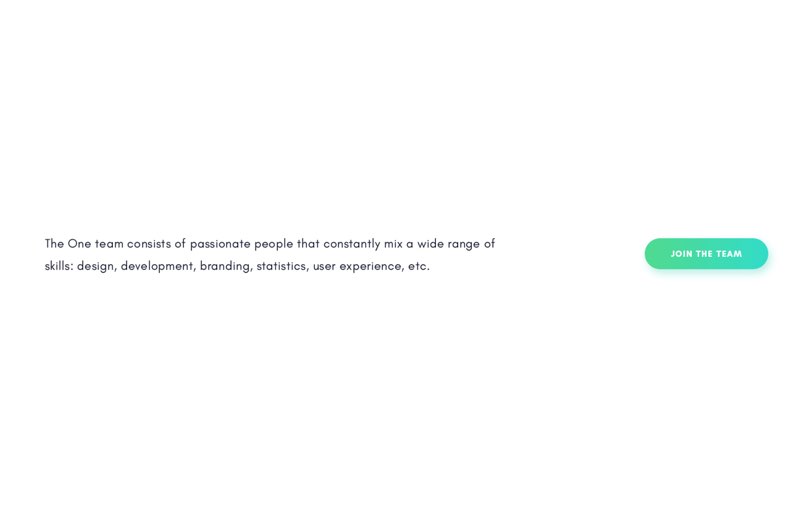 The One team consists of passionate people that constantly mix a wide range of
skills: design, development, branding, statistics, user experience, etc.
JOIN THE TEAM